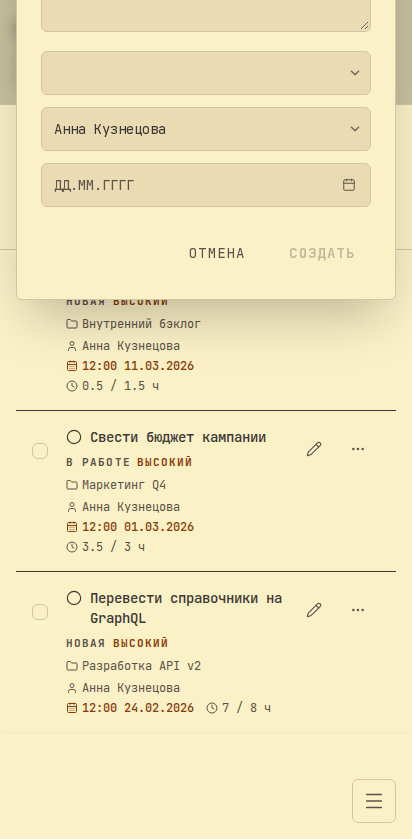 Анна Кузнецова
ДД.ММ.ГГГГ
ОТМЕНА СОЗДАТЬ
НОВАЯ ВЫСОКИЙ
Внутренний бэклог
Анна Кузнецова
12:00 11.03.2026
0.5 / 1.5 ч
Свести бюджет кампании
В РАБОТЕ ВЫСОКИЙ
Маркетинг Q4
Анна Кузнецова
12:00 01.03.2026
3.5 / 3 ч
Перевести справочники на
GraphQL
НОВАЯ ВЫСОКИЙ
Разработка API v2
Анна Кузнецова
12:00 24.02.2026 7 / 8 ч